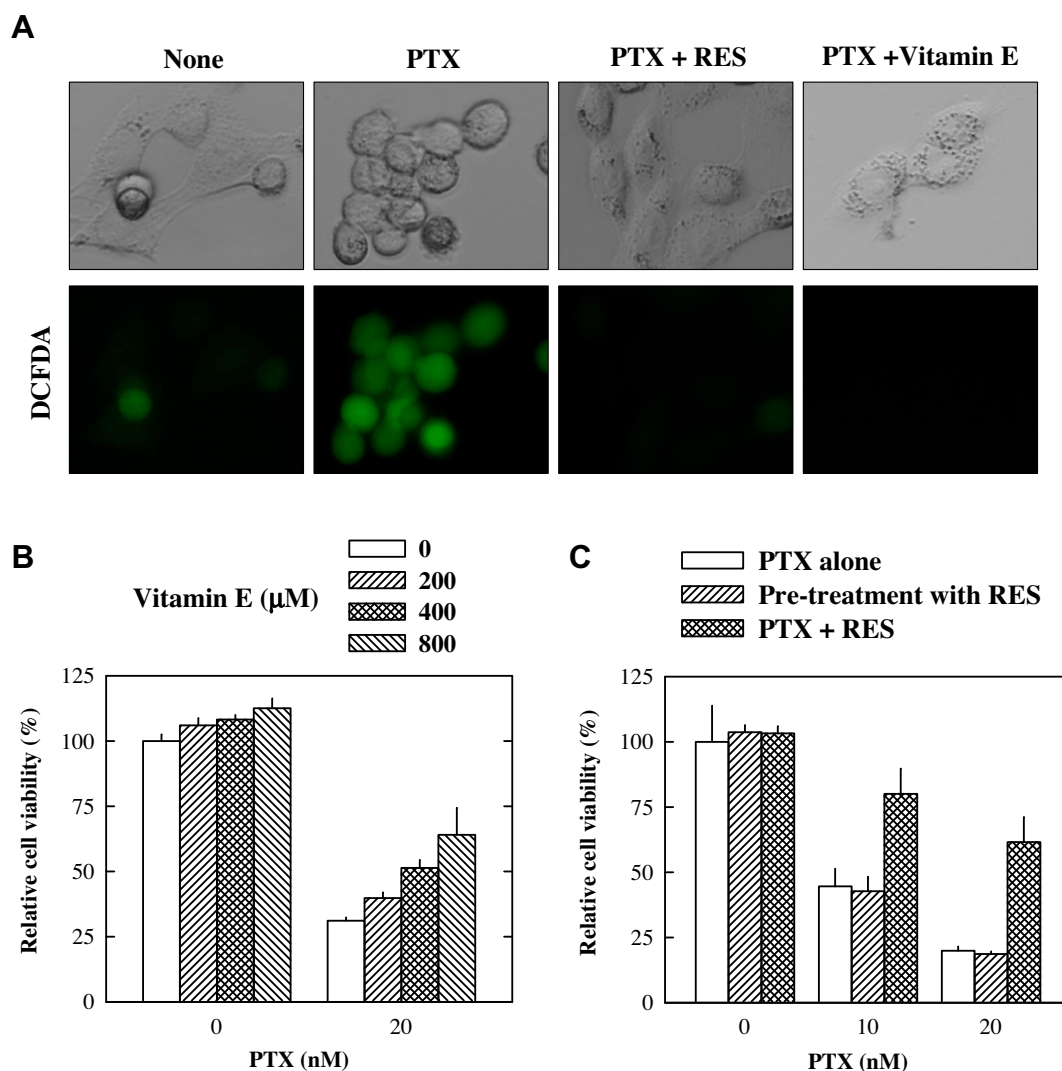 A
None
PTX
PTX + RES
PTX +Vitamin E
DCFDA
B
Vitamin E (μM)
0
200
400
800
Relative cell viability (%)
125
100
75
50
25
0
0
20
PTX (nM)
C
PTX alone
Pre-treatment with RES
PTX + RES
Relative cell viability (%)
125
100
75
50
25
0
0
10
20
PTX (nM)